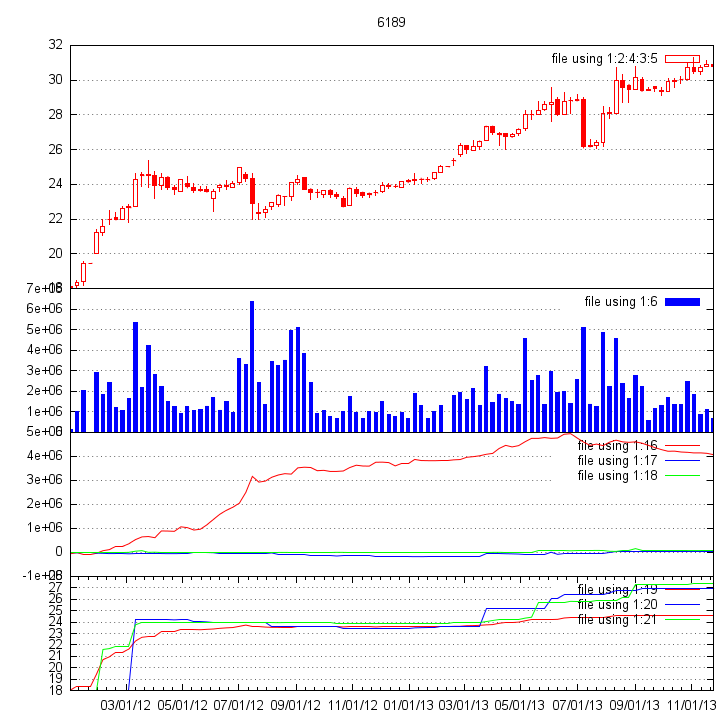 6189
32
file using 1:2:4:3:5
30
28
26
24
22
20
18
7e+06
file using 1:6
6e+06
5e+06
4e+06
3e+06
2e+06
1e+06
0
5e+06
file using 1:16
4e+06
file using 1:17
3e+06
file using 1:18
2e+06
1e+06
0
-1e+06
28
27
file using 1:19
26
file using 1:20
25
file using 1:21
24
23
22
21
20
19
18
03/01/12 05/01/12 07/01/12 09/01/12 11/01/12 01/01/13 03/01/13 05/01/13 07/01/13 09/01/13 11/01/13